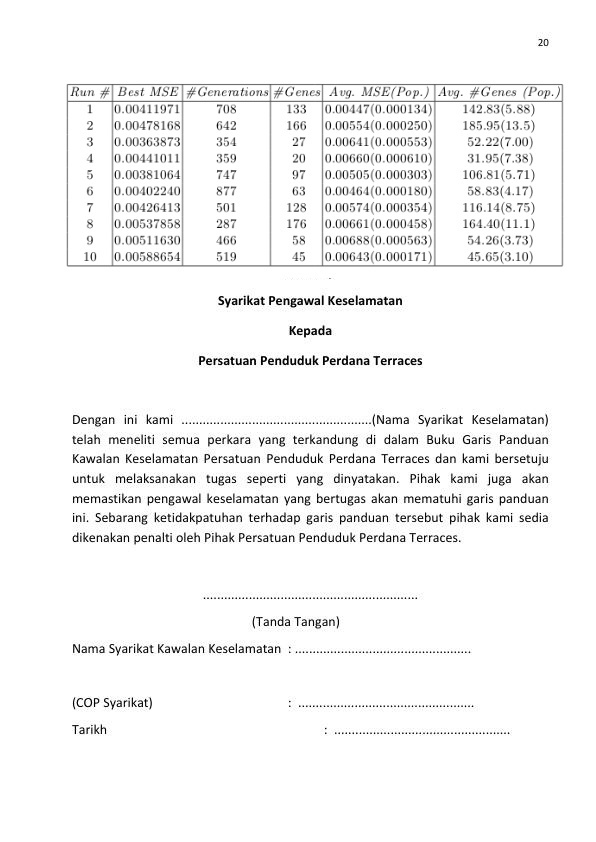 20
Run # Best MSE #Generations #Genes Avg. MSE(Pop.) Avg. #Genes (Pop.)
1 0.00411971 708 133 0.00447(0.000134) 142.83(5.88)
2 0.00478168 642 166 0.00554(0.000250) 185.95(13.5)
3 0.00363873 354 27 0.00641(0.000553) 52.22(7.00)
4 0.00441011 359 20 0.00660(0.000610) 31.95(7.38)
5 0.00381064 747 97 0.00505(0.000303) 106.81(5.71)
6 0.00402240 877 63 0.00464(0.000180) 58.83(4.17)
7 0.00426413 501 128 0.00574(0.000354) 116.14(8.75)
8 0.00537858 287 176 0.00661(0.000458) 164.40(11.1)
9 0.00511630 466 58 0.00688(0.000563) 54.26(3.73)
10 0.00588654 519 45 0.00643(0.000171) 45.65(3.10)
Syarikat Pengawal Keselamatan
Kepada
Persatuan Penduduk Perdana Terraces
Dengan ini kami ......................................................(Nama Syarikat Keselamatan)
telah meneliti semua perkara yang terkandung di dalam Buku Garis Panduan
Kawalan Keselamatan Persatuan Penduduk Perdana Terraces dan kami bersetuju
untuk melaksanakan tugas seperti yang dinyatakan. Pihak kami juga akan
memastikan pengawal keselamatan yang bertugas akan mematuhi garis panduan
ini. Sebarang ketidakpatuhan terhadap garis panduan tersebut pihak kami sedia
dikenakan penalti oleh Pihak Persatuan Penduduk Perdana Terraces.
.............................................................
(Tanda Tangan)
Nama Syarikat Kawalan Keselamatan : ..................................................
(COP Syarikat) : ..................................................
Tarikh : ..................................................